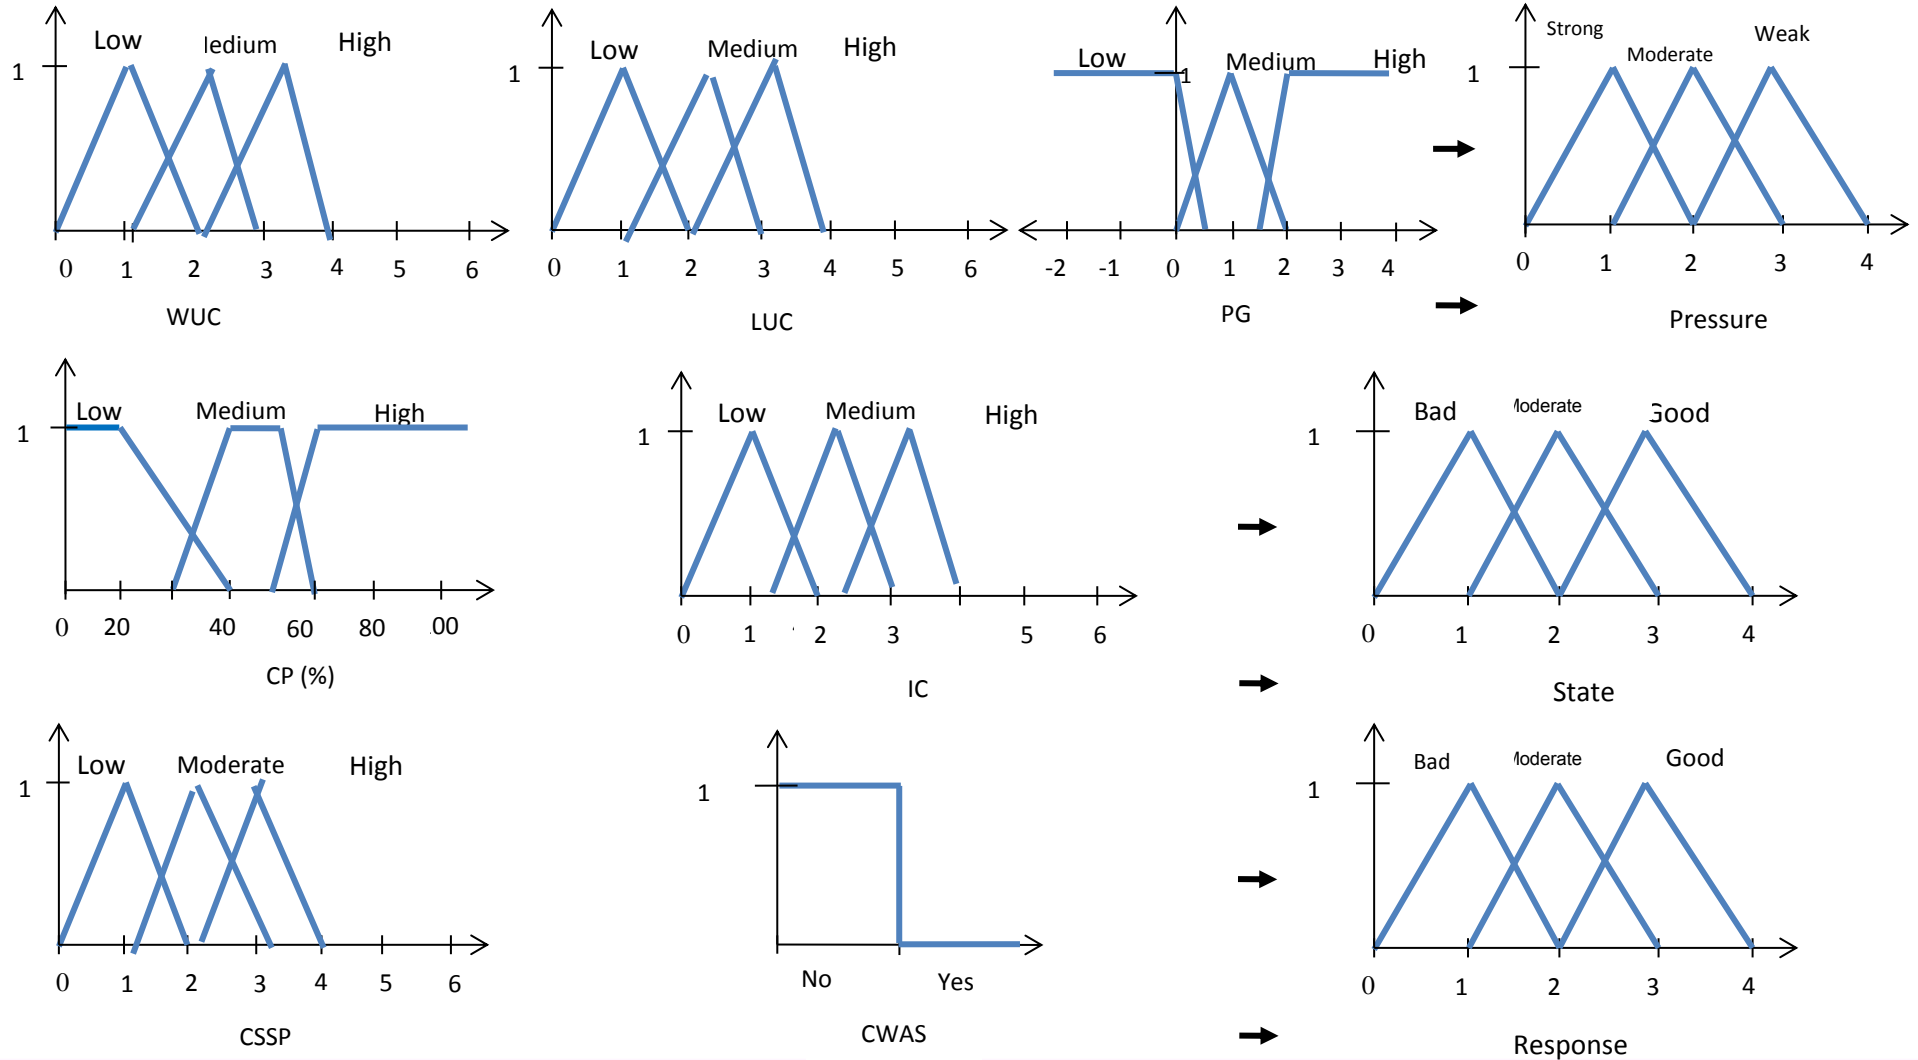 Low ledium High
1
0 1 2 3 4 5 6
WUC
Low Medium High
1
0 1 2 3 4 5 6
LUC
Low Medium High
1
-2 -1 0 1 2 3 4
PG
Strong Moderate Weak
1
0 1 2 3 4
Pressure
Low Medium High
1
0 20 40 60 80 00
CP (%)
Low Medium High
1
0 1 2 3 5 6
IC
Bad loderate Good
1
0 1 2 3 4
State
Low Moderate High
1
0 1 2 3 4 5 6
CSSP
1
No Yes
CWAS
Bad loderate Good
1
0 1 2 3 4
Response